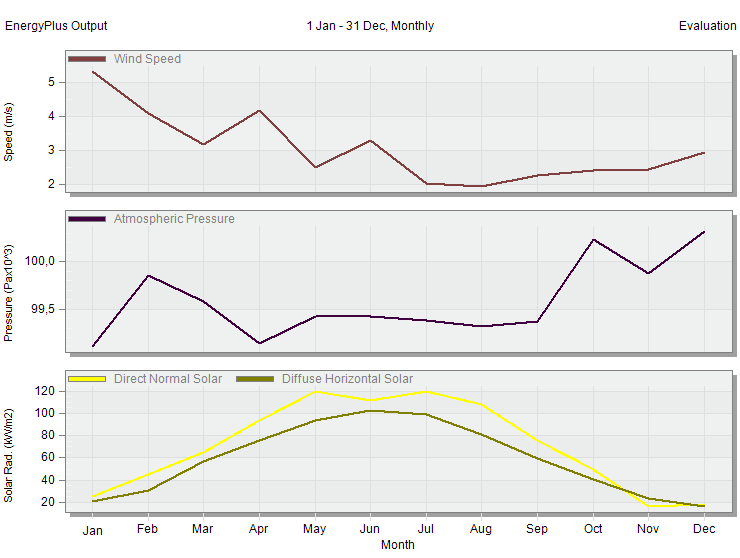 EnergyPlus Output 1 Jan - 31 Dec, Monthly Evaluation
Wind Speed
5
4
3
2
Speed (m/s)
Atmospheric Pressure
100,0
99,5
Pressure (Pax10^3)
Direct Normal Solar Diffuse Horizontal Solar
120
100
80
60
40
20
Solar Rad. (kW/m2)
Jan Feb Mar Apr May Jun Jul Aug Sep Oct Nov Dec
Month